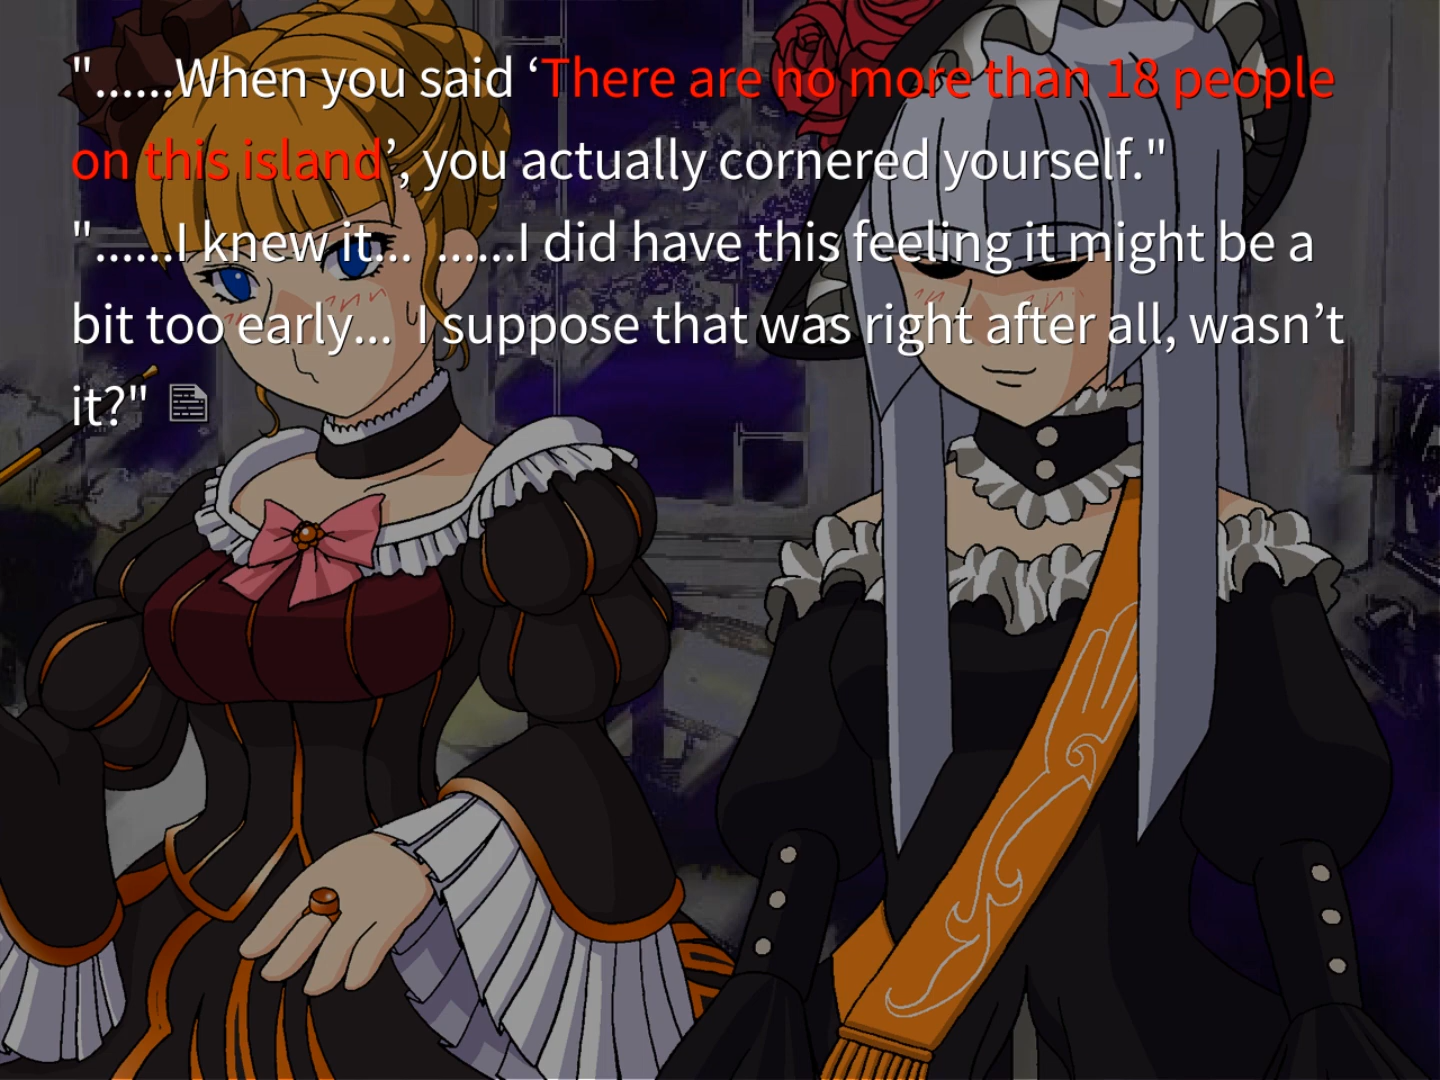 "......When you said ‘There are no more than 18 people
on this island’, you actually cornered yourself."
"......I knew it... ......I did have this feeling it might be a
bit too early... I suppose that was right after all, wasn’t
it?"